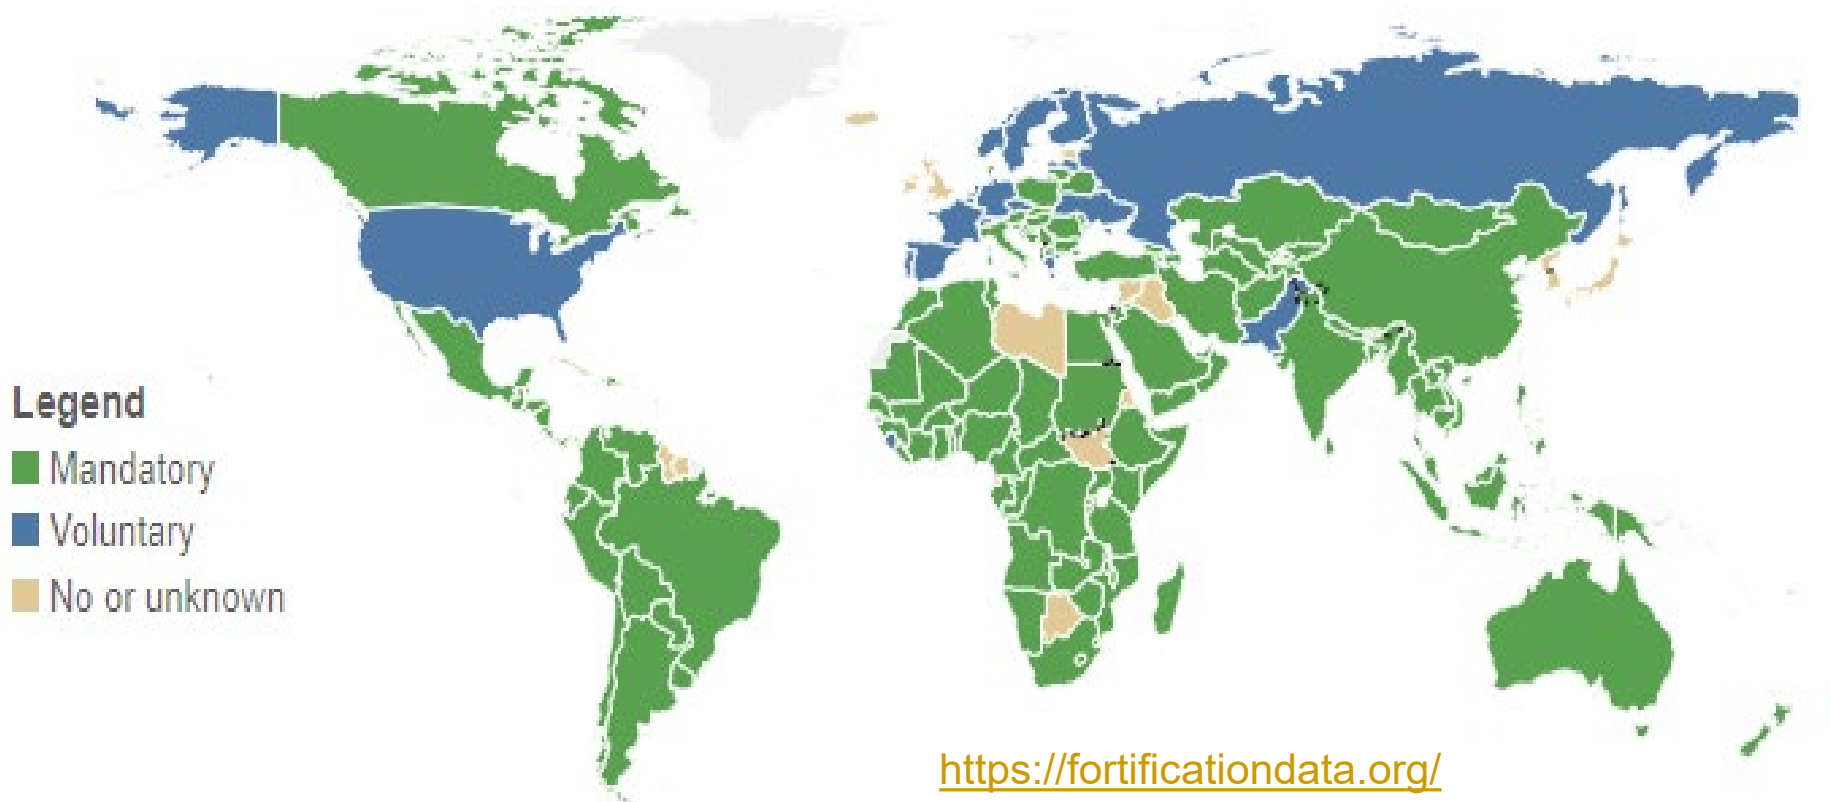 Legend
Mandatory
Voluntary
No or unknown
https://fortificationdata.org/